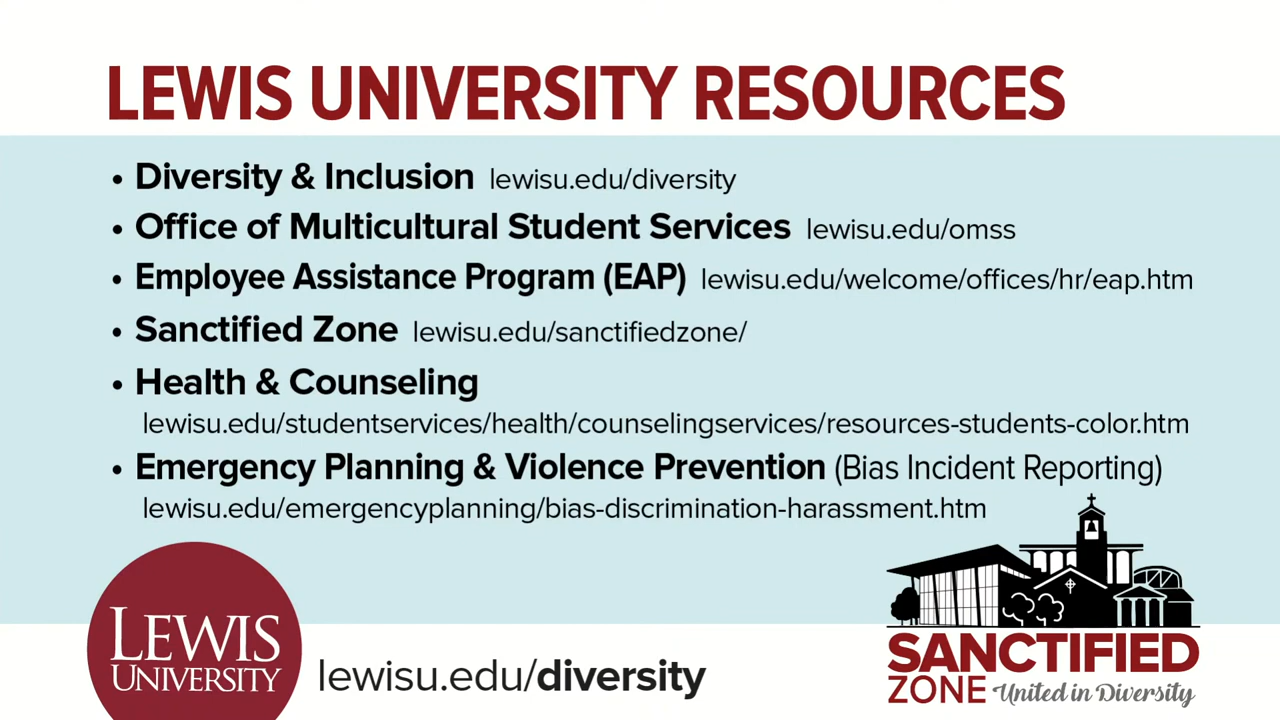 LEWIS UNIVERSITY RESOURCES
• Diversity & Inclusion lewisu.edu/diversity
• Office of Multicultural Student Services lewisu.edu/omss
• Employee Assistance Program (EAP) lewisu.edu/welcome/offices/hr/eap.htm
• Sanctified Zone lewisu.edu/sanctifiedzone/
• Health & Counseling
lewisu.edu/studentservices/health/counselingservices/resources-students-color.htm
• Emergency Planning & Violence Prevention (Bias Incident Reporting)
lewisu.edu/emergencyplanning/bias-discrimination-harassment.htm
LEWIS
UNIVERSITY
lewisu.edu/diversity
SANCTIFIED
ZONE United in Diversity